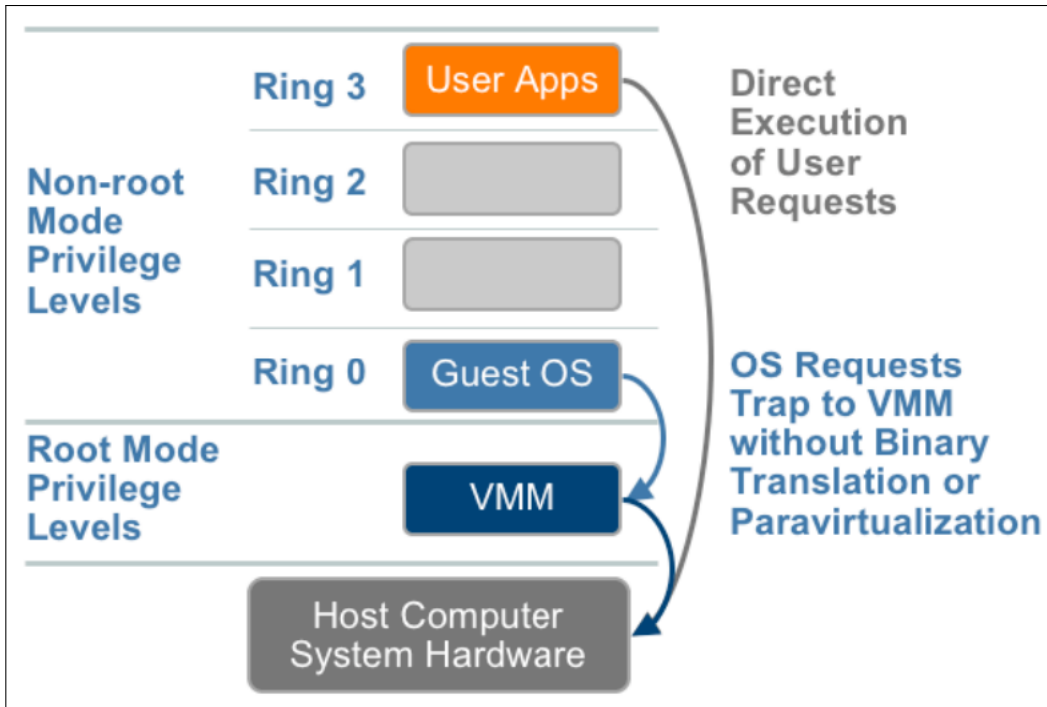 Ring 3
User Apps
Direct
Execution
of User
Requests
Non-root
Mode
Privilege
Levels
Ring 2
Ring 1
Ring 0
Guest OS
OS Requests
Trap to VMM
without Binary
Translation or
Paravirtualization
Root Mode
Privilege
Levels
VMM
Host Computer
System Hardware